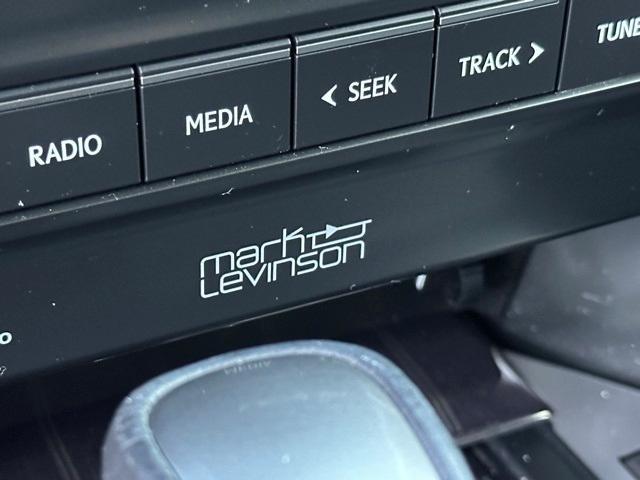 RADIO
MEDIA
< SEEK
TRACK >
TUNE
mark
Levinson